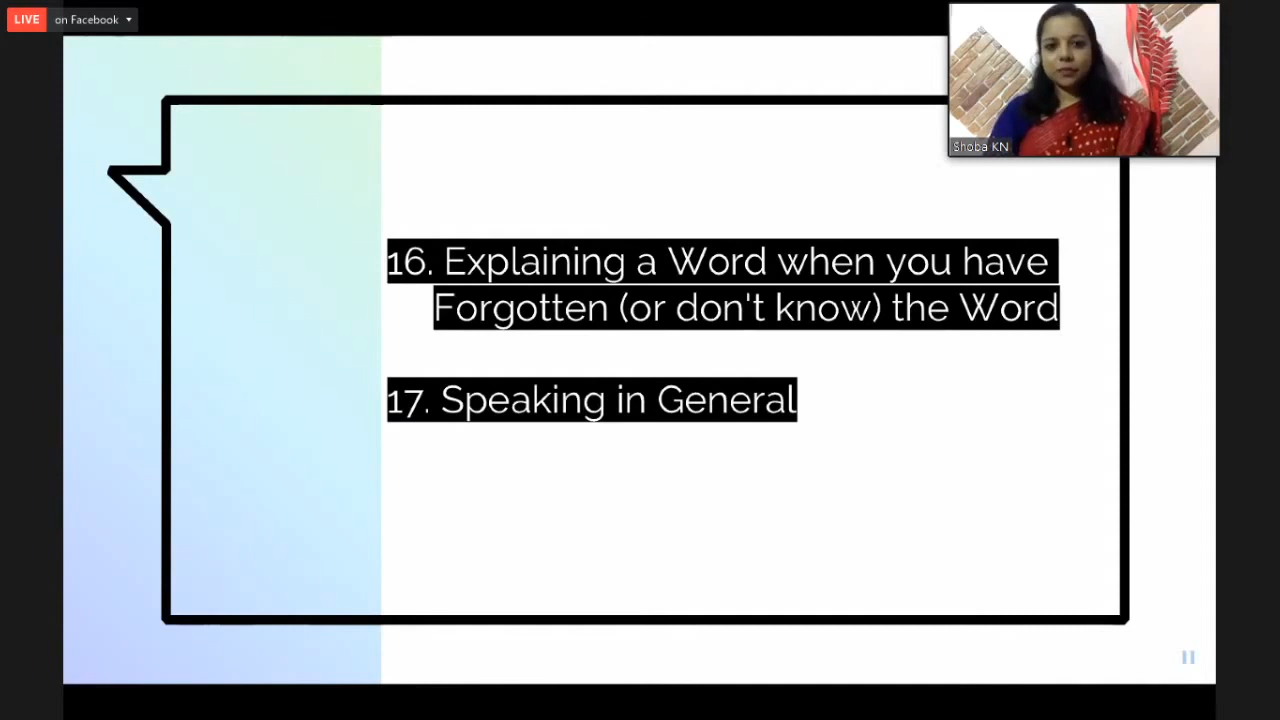 LIVE on Facebook
Shoba KN
16. Explaining a Word when you have
Forgotten (or don't know) the Word
17. Speaking in General